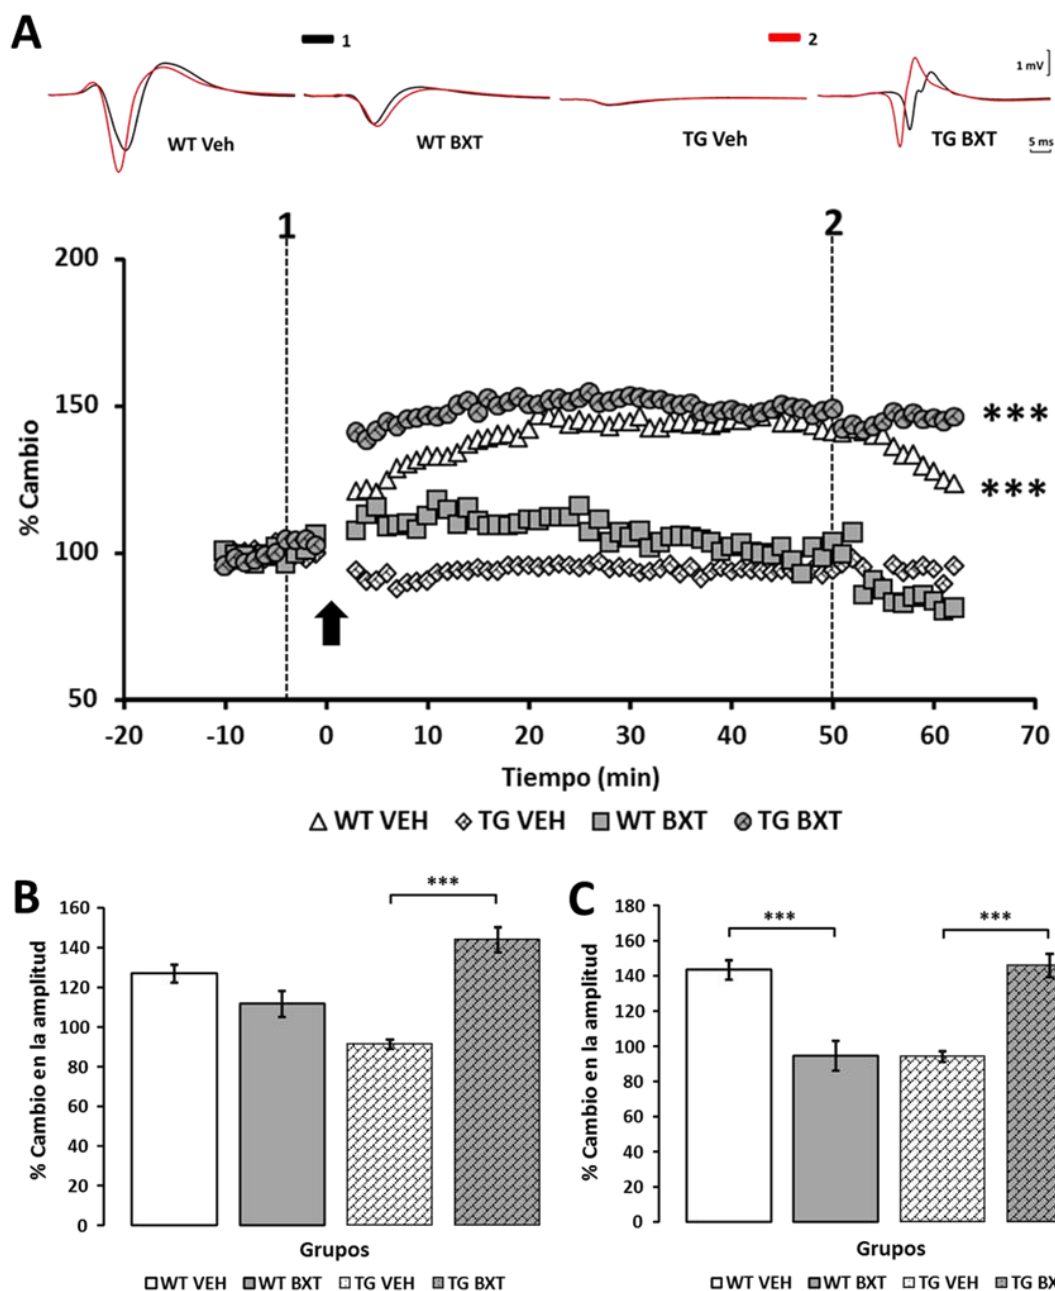 A
1
2
1 mV
WT Veh
WT BXT
TG Veh
TG BXT
5 ms
1
2
200
150
100
50
% Cambio
***
***
-20 -10 0 10 20 30 40 50 60 70
Tiempo (min)
WT VEH TG VEH WT BXT TG BXT
B
% Cambio en la amplitud
160
140
120
100
80
60
40
20
0
***
Grupos
WT VEH WT BXT TG VEH TG BXT
C
% Cambio en la amplitud
180
160
140
120
100
80
60
40
20
0
***
***
Grupos
WT VEH WT BXT TG VEH TG BX